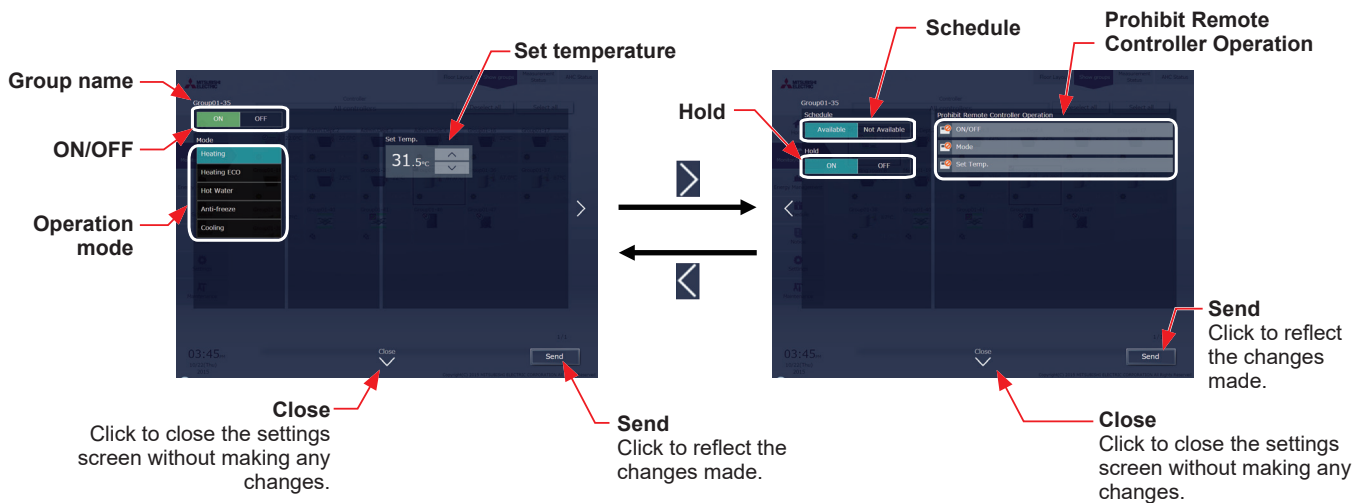 Set temperature
Group name
ON/OFF
Operation
mode
MITSUBISHI
ELECTRIC
Group01-35
ON OFF
Mode
Heating
Heating ECO
Hot Water
Anti-freeze
Cooling
Set Temp.
31.5°C
03:45
Close
Send
Close
Click to close the settings
screen without making any
changes.
Send
Click to reflect the
changes made.
Schedule
Prohibit Remote
Controller Operation
Hold
MITSUBISHI
ELECTRIC
Group01-35
Schedule
Available Not Available
Hold
ON OFF
Prohibit Remote Controller Operation
ON/OFF
Mode
Set Temp.
03:45
Close
Send
Send
Click to reflect
the changes
made.
Close
Click to close the settings
screen without making any
changes.